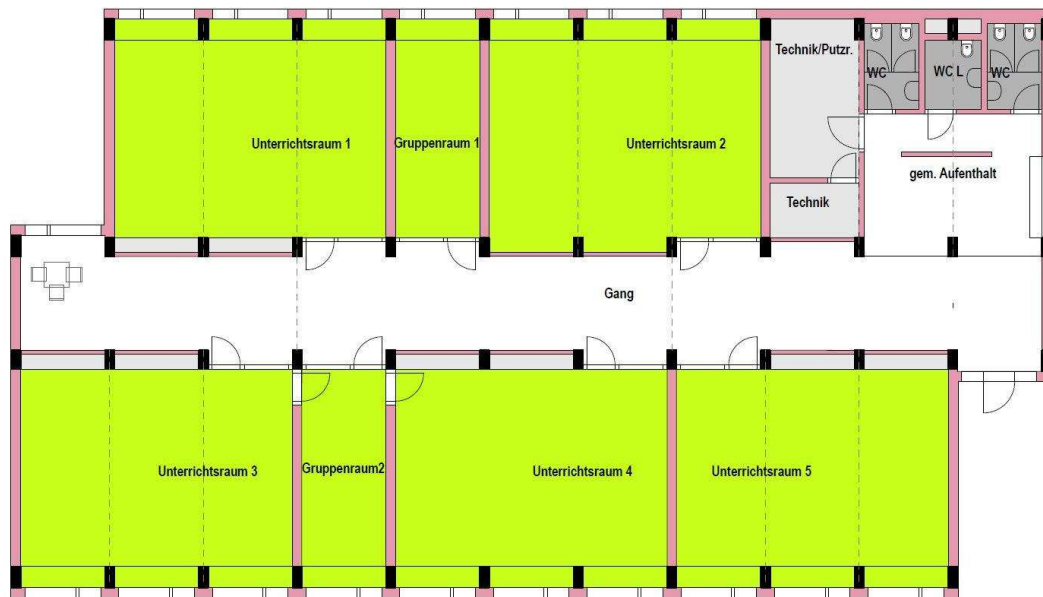 Technik/Putzr.
WC
WC L
WC
Unterrichtsraum 1
Gruppenraum 1
Unterrichtsraum 2
gem. Aufenthalt
Technik
Gang
Unterrichtsraum 3
Gruppenraum2
Unterrichtsraum 4
Unterrichtsraum 5